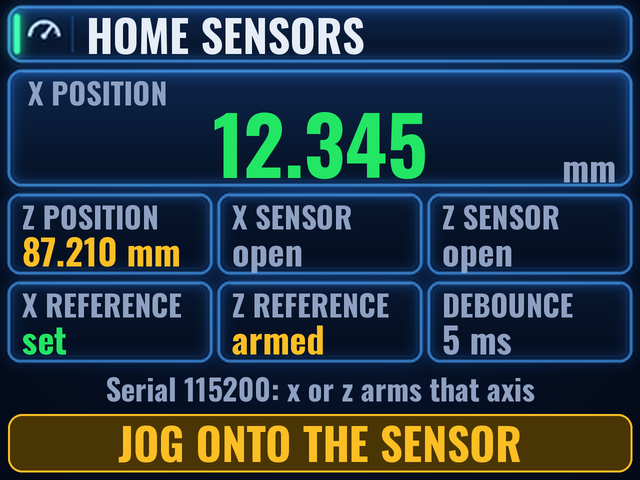 HOME SENSORS
X POSITION
12.345
mm
Z POSITION
87.210 mm
X SENSOR
open
Z SENSOR
open
X REFERENCE
set
Z REFERENCE
armed
DEBOUNCE
5 ms
Serial 115200: x or z arms that axis
JOG ONTO THE SENSOR